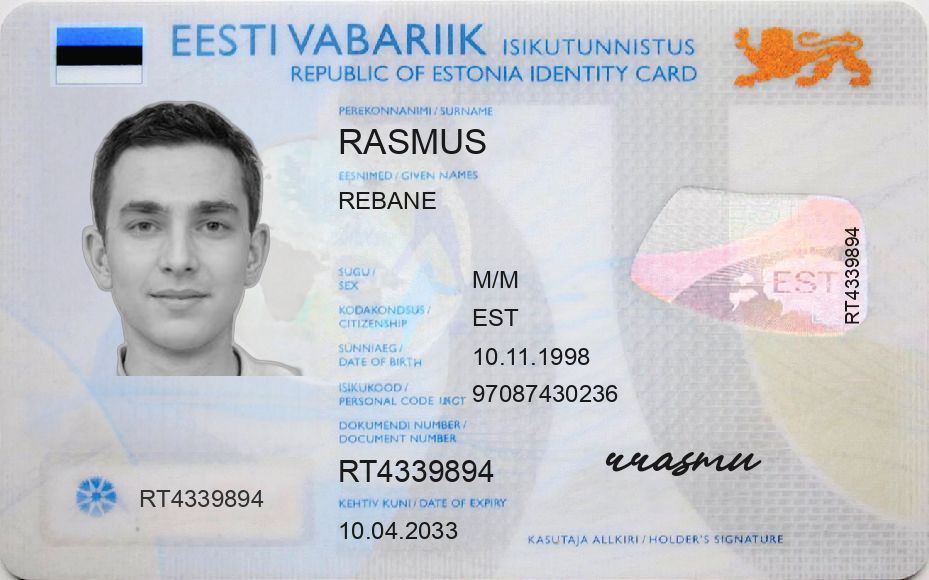 EESTI VABARIIK ISIKUTUNNISTUS
REPUBLIC OF ESTONIA IDENTITY CARD
PEREKONNANIMI / SURNAME
RASMUS
EESNIMED / GIVEN NAMES
REBANE
SUGU /
SEX
M/M
KODAKONDSUS /
CITIZENSHIP
EST
SÜNNIAEG /
DATE OF BIRTH
10.11.1998
ISIKUKOOD /
PERSONAL CODE
97087430236
DOKUMENDI NUMBER /
DOCUMENT NUMBER
RT4339894
KEHTIV KUNI / DATE OF EXPIRY
10.04.2033
RT4339894
EST
RT4339894
KASUTAJA ALLKIRI / HOLDER'S SIGNATURE